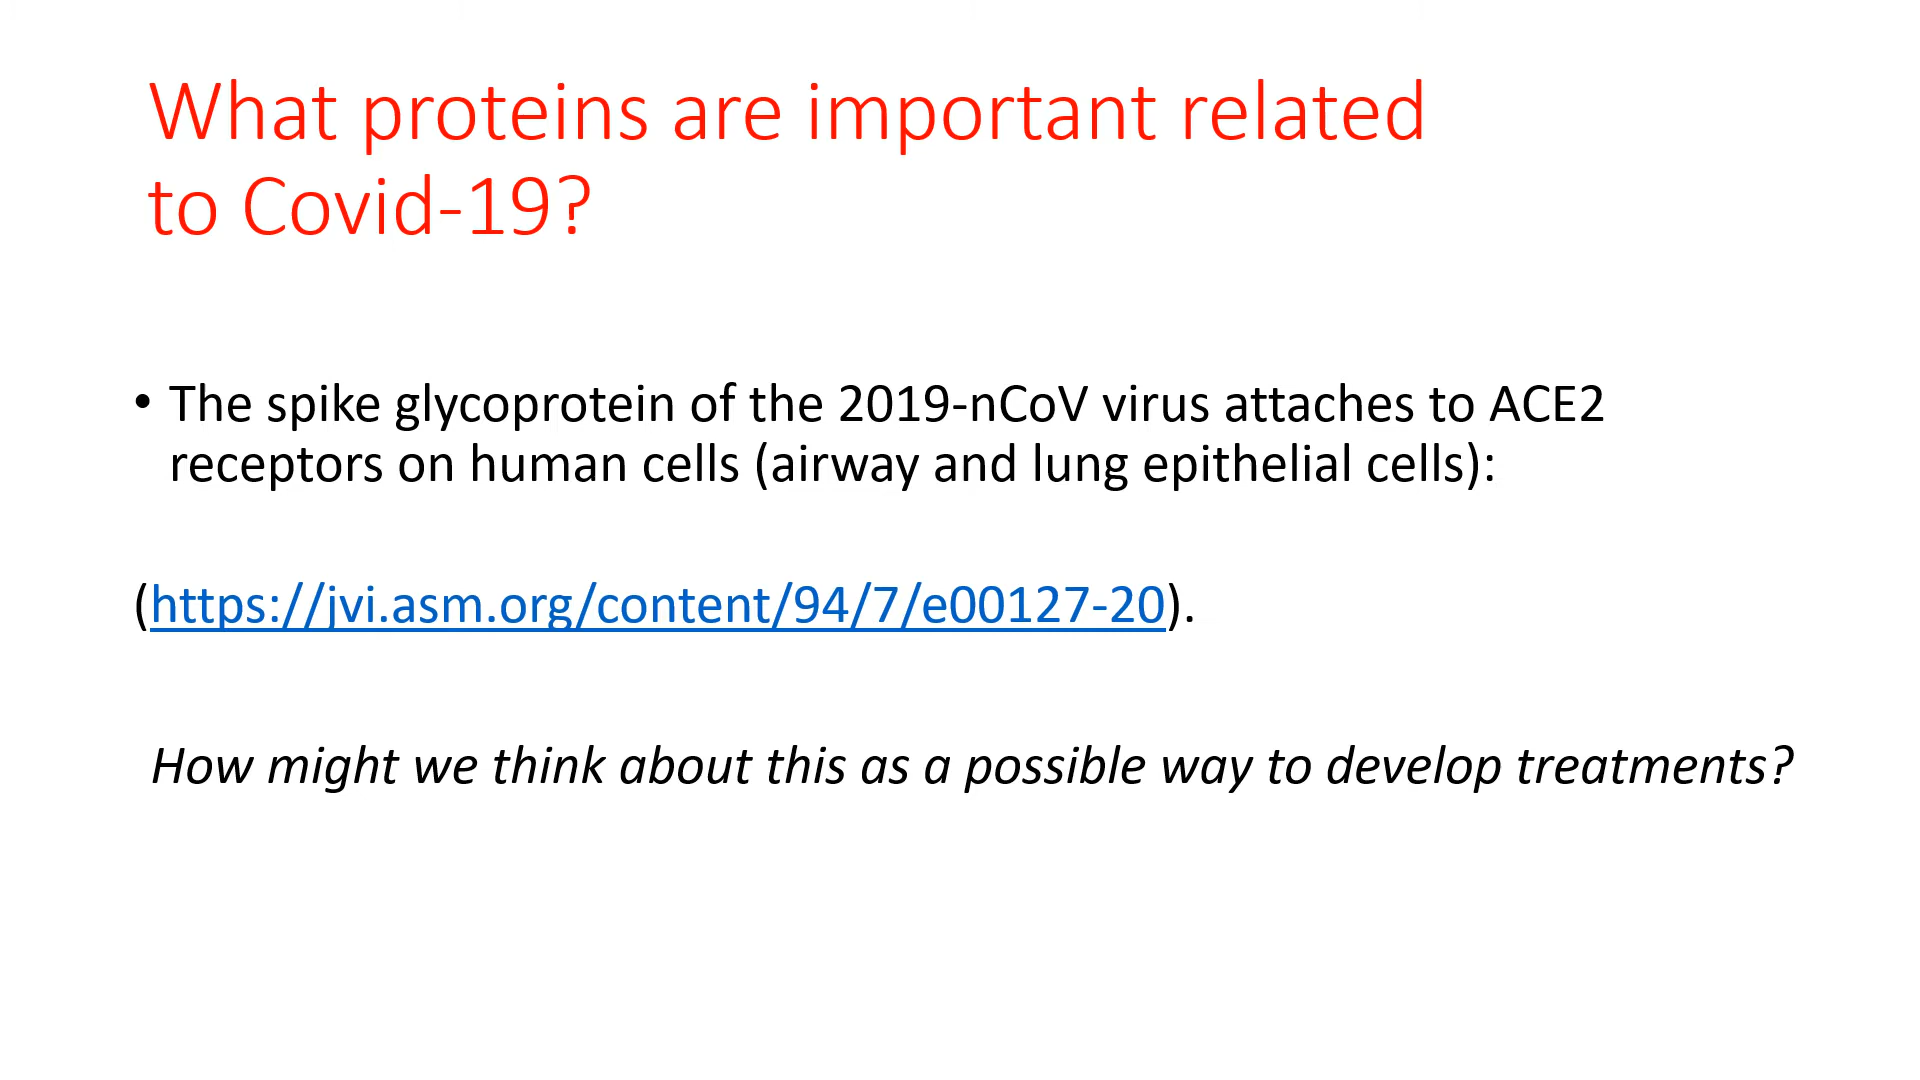 What proteins are important related
to Covid-19?
• The spike glycoprotein of the 2019-nCoV virus attaches to ACE2
receptors on human cells (airway and lung epithelial cells):
(https://jvi.asm.org/content/94/7/e00127-20).
How might we think about this as a possible way to develop treatments?